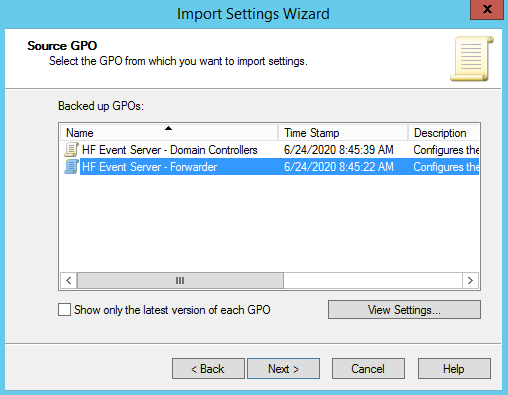 Import Settings Wizard
x
Source GPO
Select the GPO from which you want to import settings.
Backed up GPOs:
Name Time Stamp Description
HF Event Server - Domain Controllers 6/24/2020 8:45:39 AM Configures the
HF Event Server - Forwarder 6/24/2020 8:45:22 AM Configures the
Show only the latest version of each GPO View Settings...
< Back Next > Cancel Help